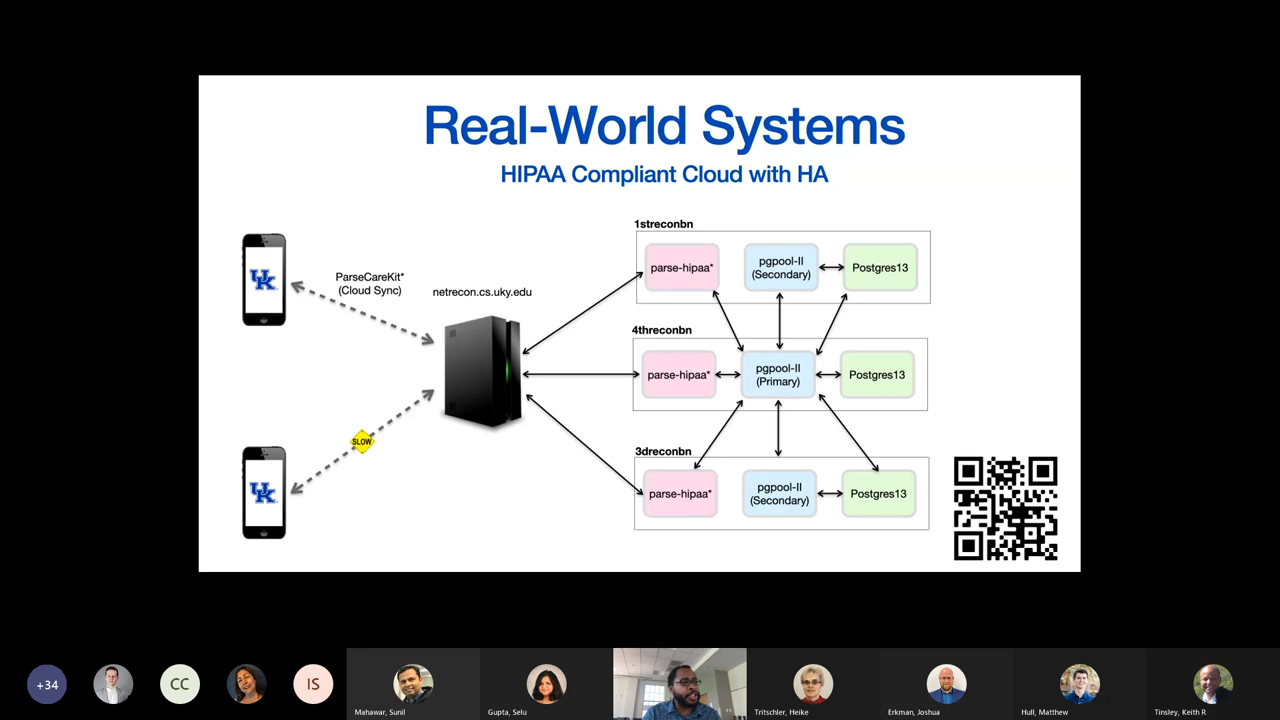 Real-World Systems
HIPAA Compliant Cloud with HA
1streconbn
parse-hipaa*
pgpool-II
(Secondary)
Postgres13
UK
ParseCareKit*
(Cloud Sync)
netrecon.cs.uky.edu
4threconbn
parse-hipaa*
pgpool-II
(Primary)
Postgres13
SLOW
UK
3dreconbn
parse-hipaa*
pgpool-II
(Secondary)
Postgres13
+34
CC
IS
Mahawar, Sunil
Gupta, Selu
Tritschler, Heike
Erkman, Joshua
Hull, Matthew
Tinsley, Keith R